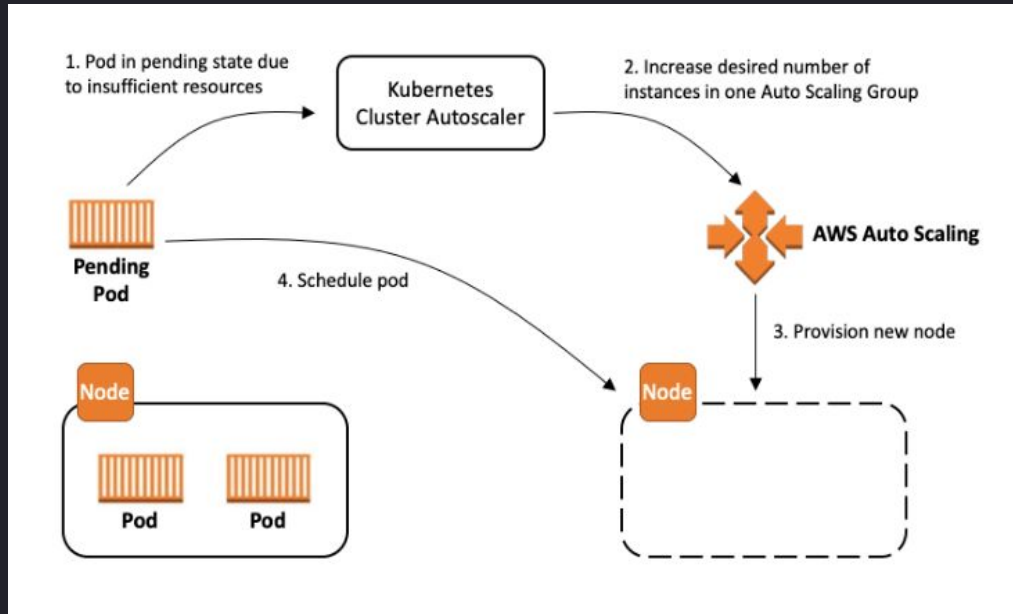 1. Pod in pending state due
to insufficient resources
Kubernetes
Cluster Autoscaler
2. Increase desired number of
instances in one Auto Scaling Group
AWS Auto Scaling
Pending
Pod
4. Schedule pod
3. Provision new node
Node
Node
Pod
Pod